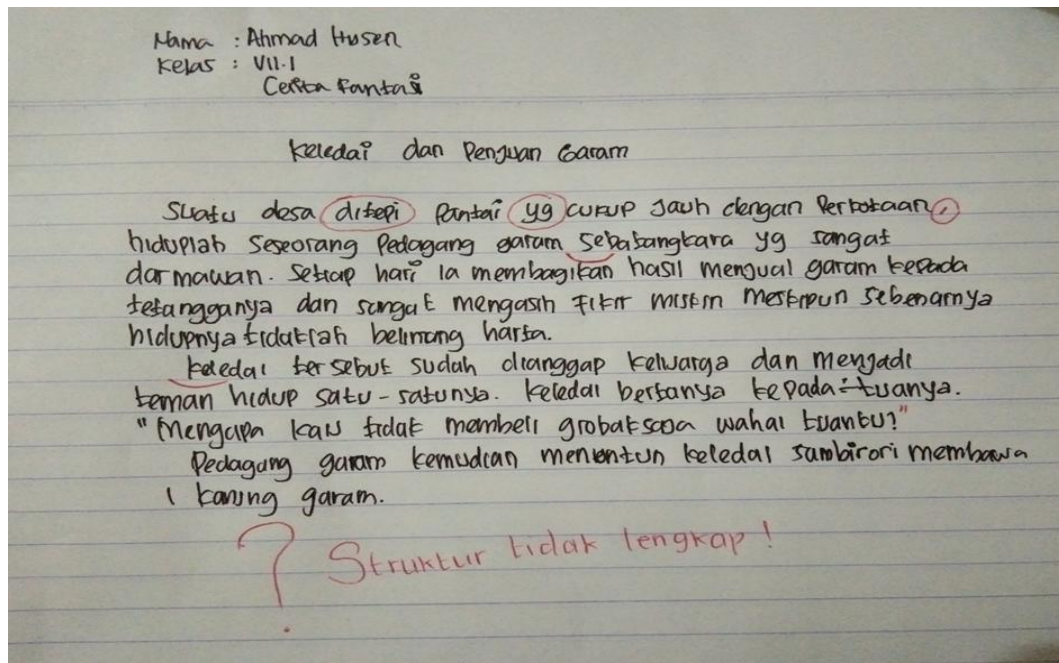 Nama : Ahmad Husen
Kelas : VII.1
Cerita Fantasi
Keledai dan Penjual Garam
Suatu desa ditepi Pantai yg cukup Jauh dengan Perkotaan,
hiduplah Seseorang Pedagang garam sebatangkara yg sangat
darmawan. Setiap hari Ia membagikan hasil menjual garam kepada
tetangganya dan sangat mengasih fikir miskin meskipun sebenarnya
hidupnya tidaklah belimang harta.
keledai tersebut sudah dianggap keluarga dan menjadi
teman hidup satu-satunya. Keledai bertanya kepada tuanya.
"Mengapa kau tidak membeli grobak saja wahai tuanku?"
Pedagang garam kemudian menuntun keledai membawa
1 karung garam.
? Struktur tidak lengkap!